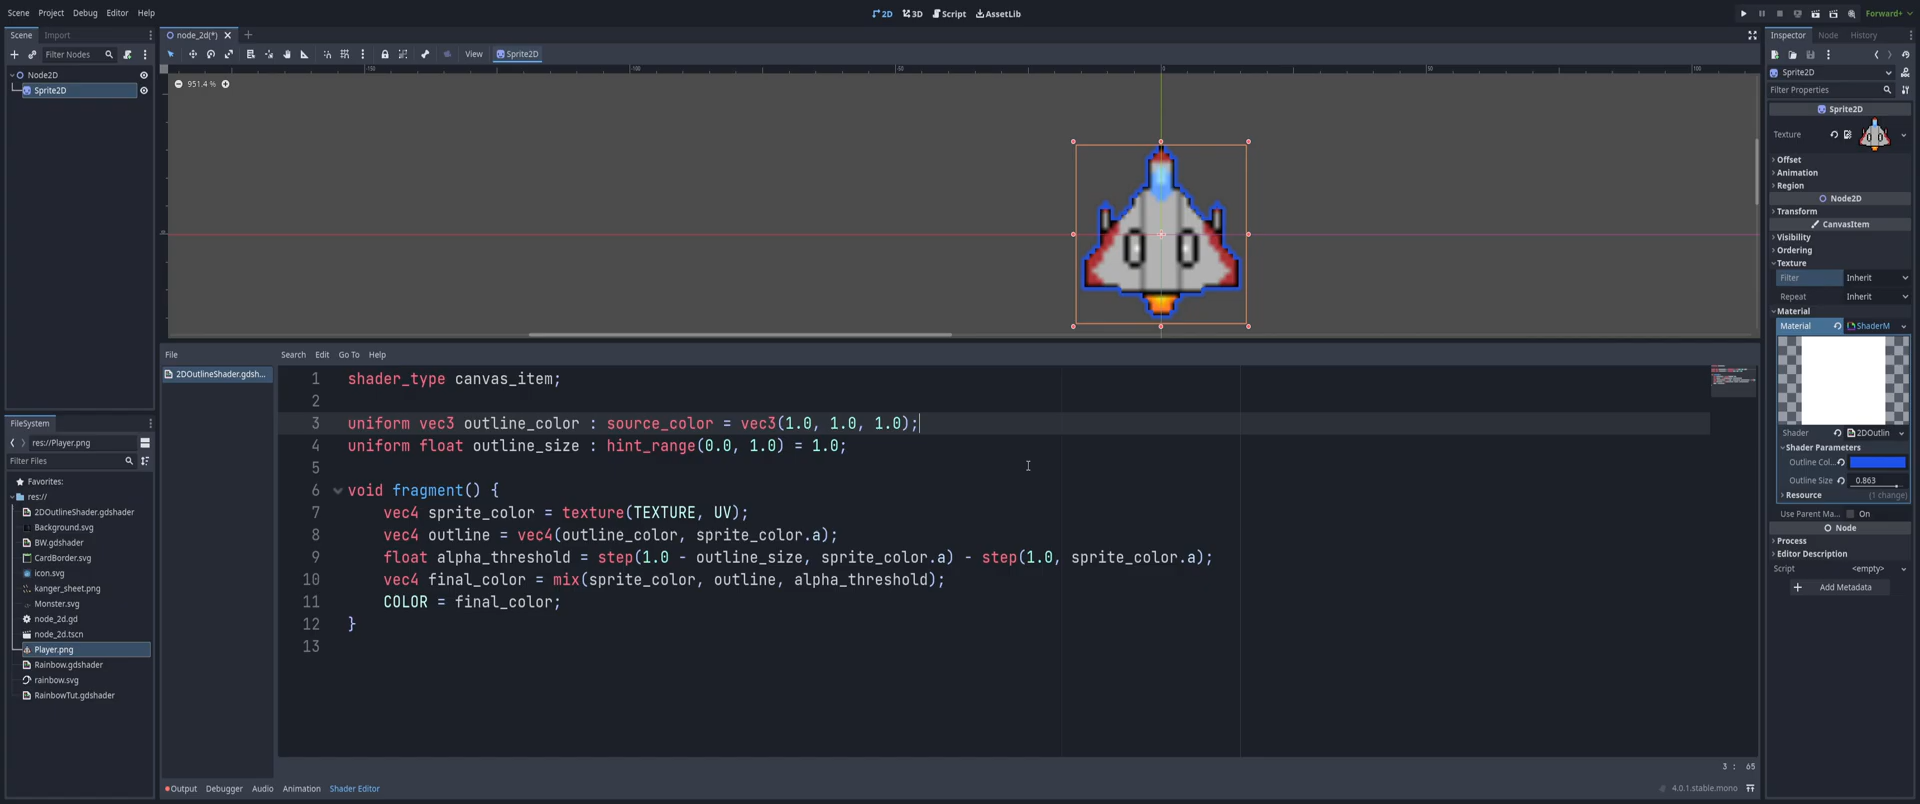 Scene Project Debug Editor Help
2D 3D Script AssetLib
Forward+
Scene Import
Filter Nodes
Node2D
Sprite2D
node_2d(*)
View Sprite2D
951.4 %
-150 -100 -50 0 50 100
FileSystem
res://Player.png
Filter Files
Favorites:
res://
2DOutlineShader.gdshader
Background.svg
BW.gdshader
CardBorder.svg
icon.svg
kanger_sheet.png
Monster.svg
node_2d.gd
node_2d.tscn
Player.png
Rainbow.gdshader
rainbow.svg
RainbowTut.gdshader
File Search Edit Go To Help
2DOutlineShader.gdsh...
1 shader_type canvas_item;
2
3 uniform vec3 outline_color : source_color = vec3(1.0, 1.0, 1.0);
4 uniform float outline_size : hint_range(0.0, 1.0) = 1.0;
5
6 void fragment() {
7 vec4 sprite_color = texture(TEXTURE, UV);
8 vec4 outline = vec4(outline_color, sprite_color.a);
9 float alpha_threshold = step(1.0 - outline_size, sprite_color.a) - step(1.0, sprite_color.a);
10 vec4 final_color = mix(sprite_color, outline, alpha_threshold);
11 COLOR = final_color;
12 }
13
3 : 65
Output Debugger Audio Animation Shader Editor
4.0.1.stable.mono
Inspector Node History
Sprite2D
Filter Properties
Sprite2D
Texture
Offset
Animation
Region
Node2D
Transform
CanvasItem
Visibility
Ordering
Texture
Filter Inherit
Repeat Inherit
Material
Material ShaderM
Shader 2DOutlin
Shader Parameters
Outline Col...
Outline Size 0.863
Resource (1 change)
Use Parent Ma... On
Node
Process
Editor Description
Script <empty>
Add Metadata